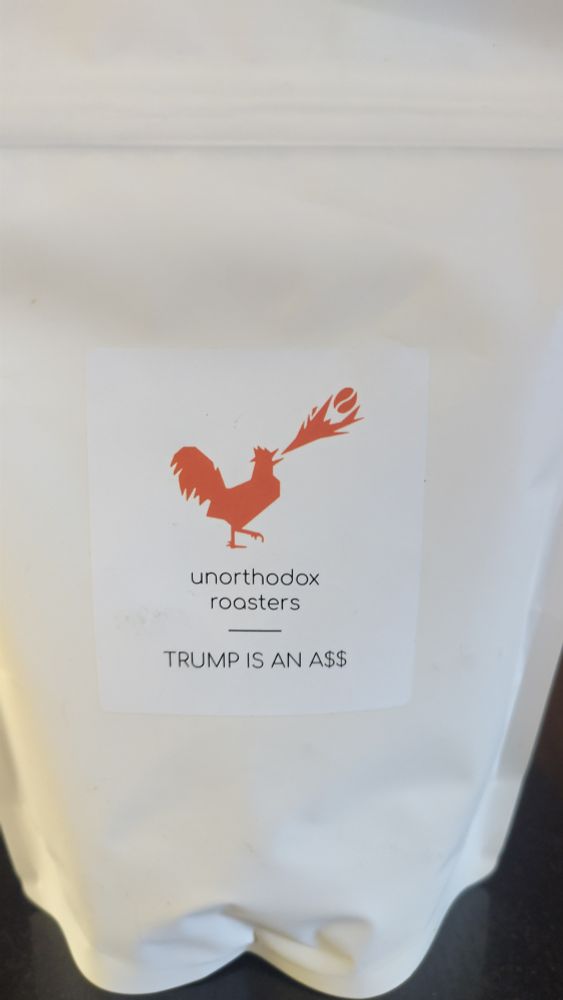 unorthodox
roasters
TRUMP IS AN A$$